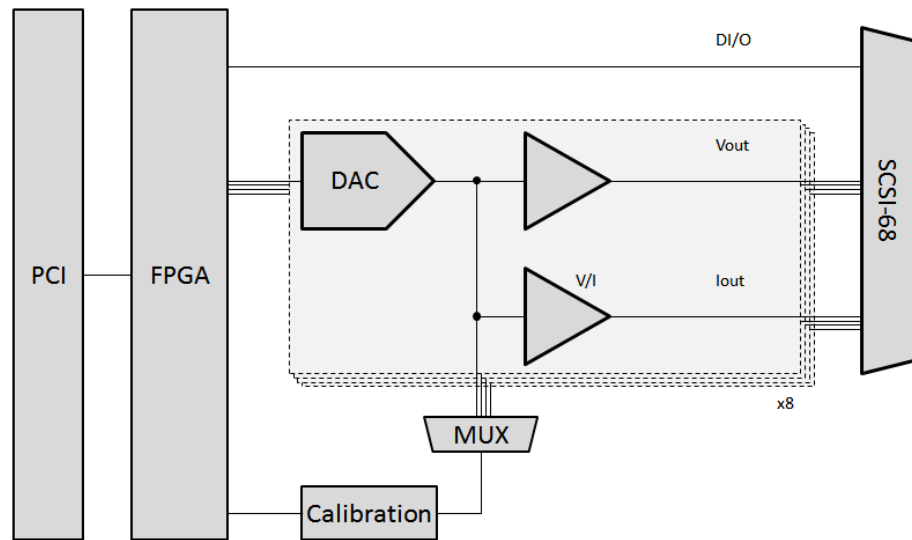 DI/O
DAC
Vout
SCSI-68
PCI
FPGA
V/I
Iout
x8
MUX
Calibration